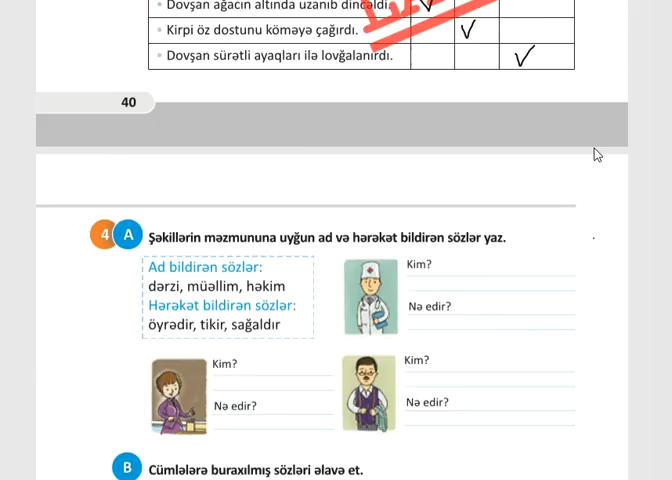 • Dovşan ağacın altında uzanıb dincəldi.
• Kirpi öz dostunu köməyə çağırdı.
• Dovşan sürətli ayaqları ilə lovğalanırdı.
40
4 A Şəkillərin məzmununa uyğun ad və hərəkət bildirən sözlər yaz.
Ad bildirən sözlər:
dərzi, müəllim, həkim
Hərəkət bildirən sözlər:
öyrədir, tikir, sağaldır
Kim?
Nə edir?
Kim?
Nə edir?
Kim?
Nə edir?
B Cümlələrə buraxılmış sözləri əlavə et.